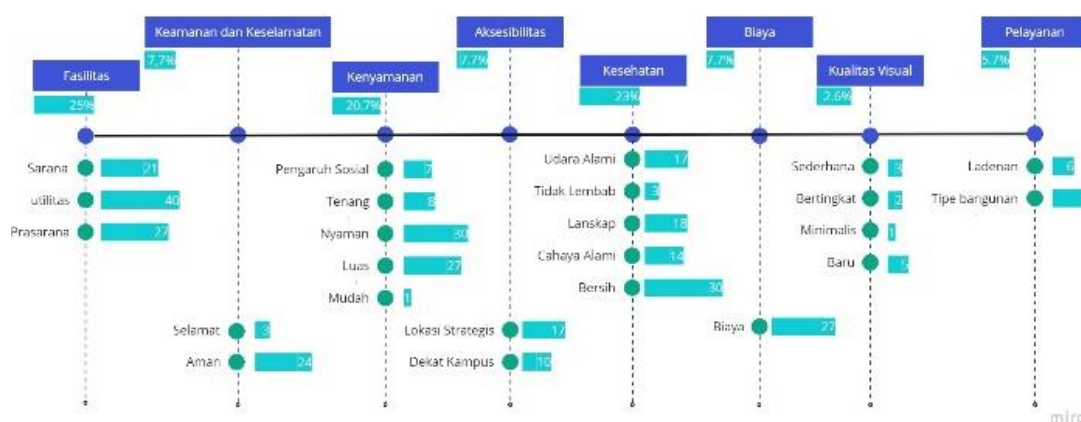 Keamanan dan Keselamatan
7,7%
Aksesibilitas
7.7%
Biaya
7.7%
Pelayanan
5.7%
Fasilitas
25%
Kenyamanan
20.7%
Kesehatan
23%
Kualitas Visual
2.6%
Sarana 21
utilitas 40
Prasarana 27
Selamat 3
Aman 24
Pengaruh Sosial 7
Tenang 8
Nyaman 30
Luas 27
Mudah 1
Lokasi Strategis 17
Dekat Kampus 10
Udara Alami 17
Tidak Lembab 3
Lanskap 18
Cahaya Alami 14
Bersih 30
Biaya 27
Sederhana 3
Bertingkat 2
Minimalis 1
Baru 5
Ladenan 6
Tipe bangunan
miro